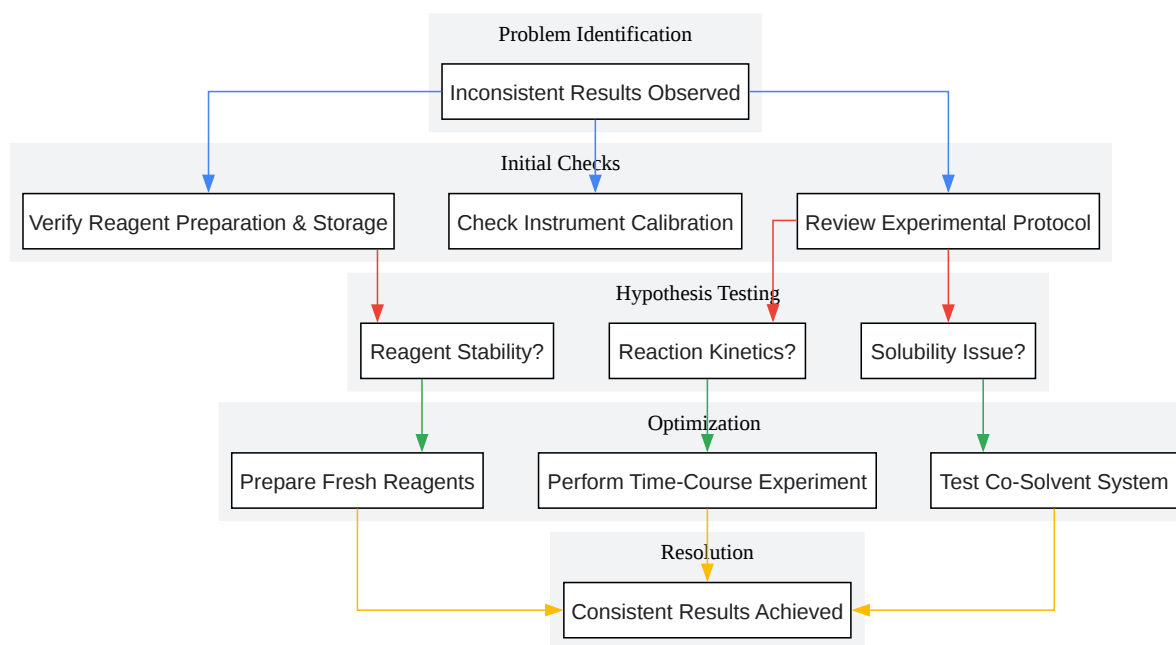 Problem Identification
Inconsistent Results Observed
Initial Checks
Verify Reagent Preparation & Storage
Check Instrument Calibration
Review Experimental Protocol
Hypothesis Testing
Reagent Stability?
Reaction Kinetics?
Solubility Issue?
Optimization
Prepare Fresh Reagents
Perform Time-Course Experiment
Test Co-Solvent System
Resolution
Consistent Results Achieved